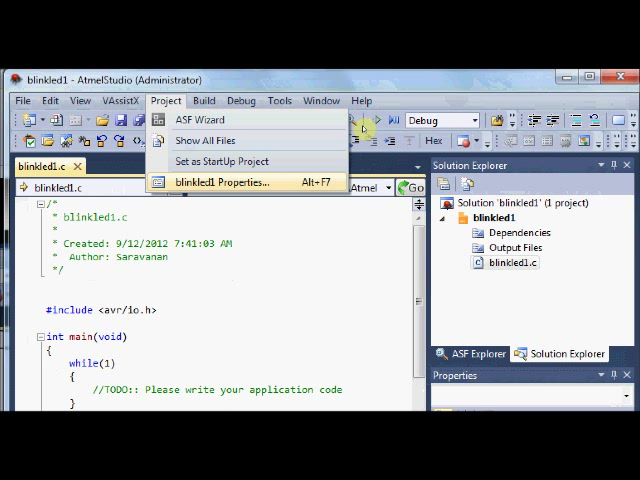 blinkled1 - AtmelStudio (Administrator)
File Edit View VAssistX Project Build Debug Tools Window Help
ASF Wizard
Debug
Show All Files
Hex
Set as StartUp Project
blinkled1.c
Solution Explorer
blinkled1 Properties... Alt+F7
blinkled1.c
Atmel
Go
/*
* blinkled1.c
*
* Created: 9/12/2012 7:41:03 AM
* Author: Saravanan
*/
#include <avr/io.h>
int main(void)
{
while(1)
{
//TODO:: Please write your application code
}
Solution 'blinkled1' (1 project)
blinkled1
Dependencies
Output Files
blinkled1.c
ASF Explorer Solution Explorer
Properties